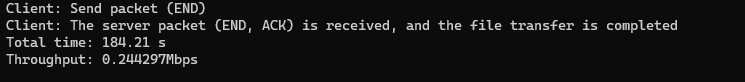 Client: Send packet (END)
Client: The server packet (END, ACK) is received, and the file transfer is completed
Total time: 184.21 s
Throughput: 0.244297Mbps